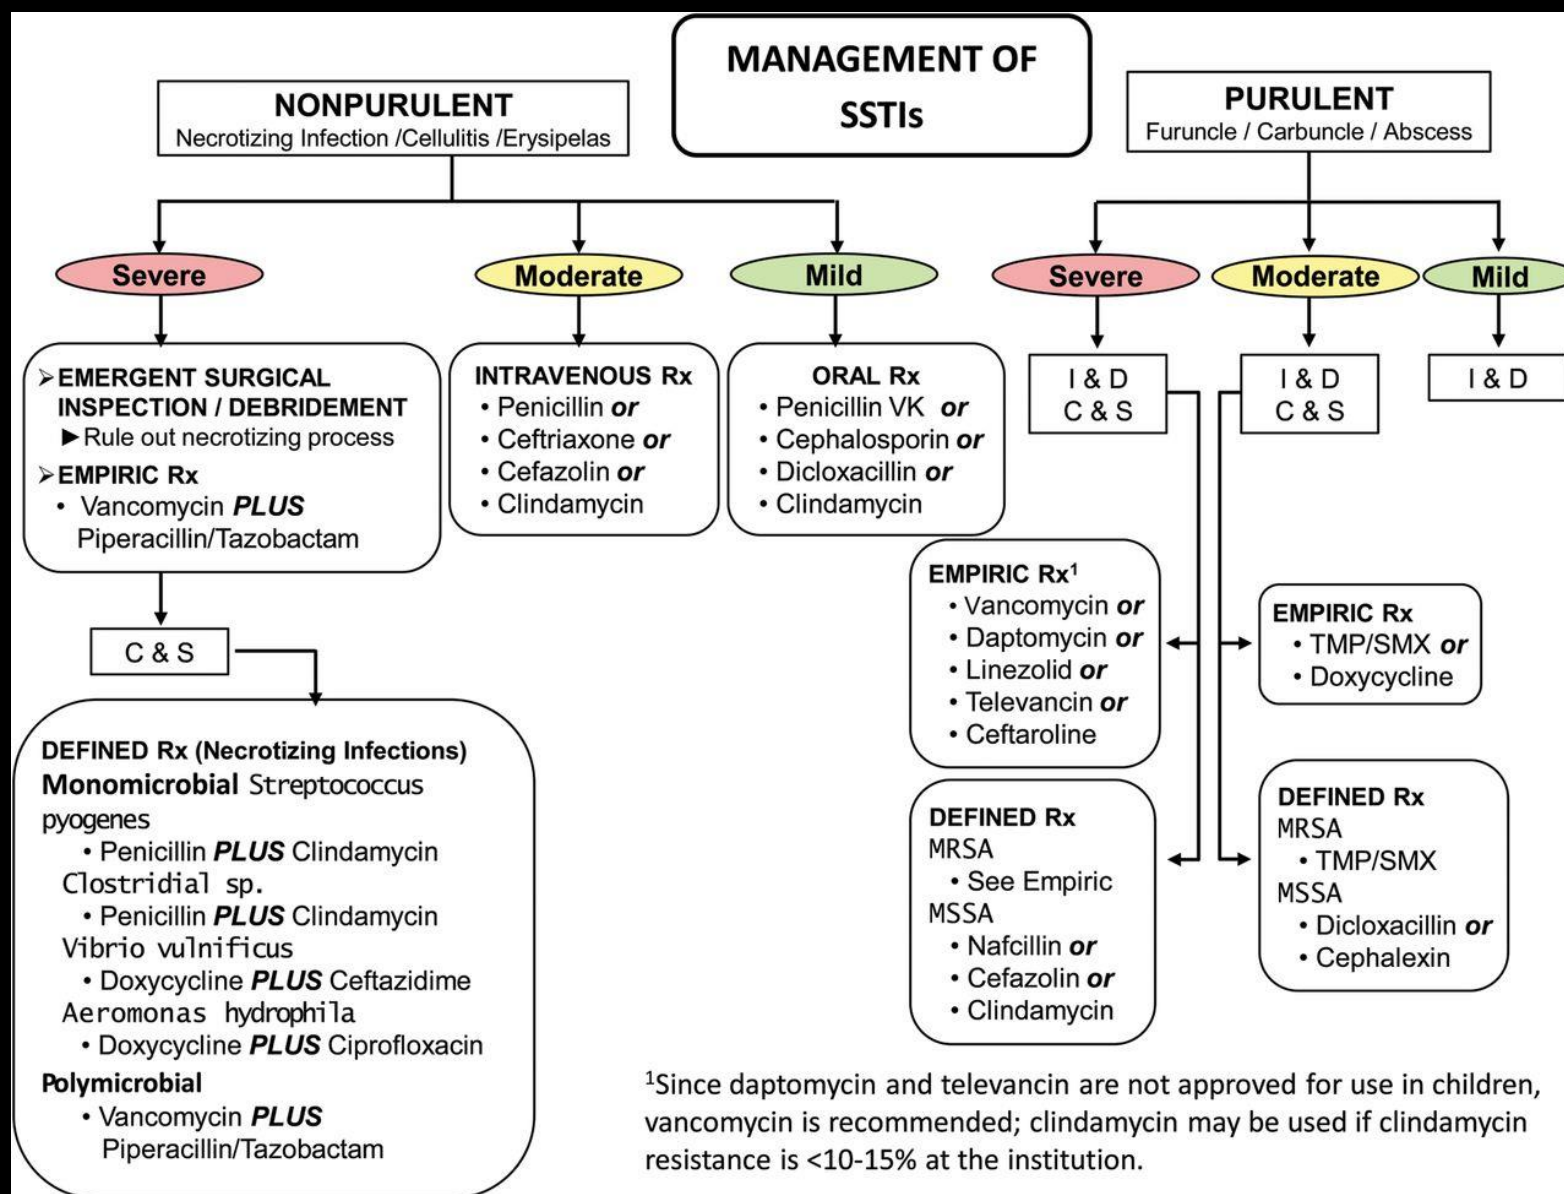 MANAGEMENT OF
SSTIs
NONPURULENT
Necrotizing Infection /Cellulitis /Erysipelas
Severe
➢EMERGENT SURGICAL
INSPECTION / DEBRIDEMENT
►Rule out necrotizing process
➢EMPIRIC Rx
• Vancomycin PLUS
Piperacillin/Tazobactam
C & S
DEFINED Rx (Necrotizing Infections)
Monomicrobial Streptococcus
pyogenes
• Penicillin PLUS Clindamycin
Clostridial sp.
• Penicillin PLUS Clindamycin
Vibrio vulnificus
• Doxycycline PLUS Ceftazidime
Aeromonas hydrophila
• Doxycycline PLUS Ciprofloxacin
Polymicrobial
• Vancomycin PLUS
Piperacillin/Tazobactam
Moderate
INTRAVENOUS Rx
• Penicillin or
• Ceftriaxone or
• Cefazolin or
• Clindamycin
Mild
ORAL Rx
• Penicillin VK or
• Cephalosporin or
• Dicloxacillin or
• Clindamycin
PURULENT
Furuncle / Carbuncle / Abscess
Severe
I & D
C & S
EMPIRIC Rx¹
• Vancomycin or
• Daptomycin or
• Linezolid or
• Televancin or
• Ceftaroline
DEFINED Rx
MRSA
• See Empiric
MSSA
• Nafcillin or
• Cefazolin or
• Clindamycin
Moderate
I & D
C & S
EMPIRIC Rx
• TMP/SMX or
• Doxycycline
DEFINED Rx
MRSA
• TMP/SMX
MSSA
• Dicloxacillin or
• Cephalexin
Mild
I & D
¹Since daptomycin and televancin are not approved for use in children,
vancomycin is recommended; clindamycin may be used if clindamycin
resistance is <10-15% at the institution.